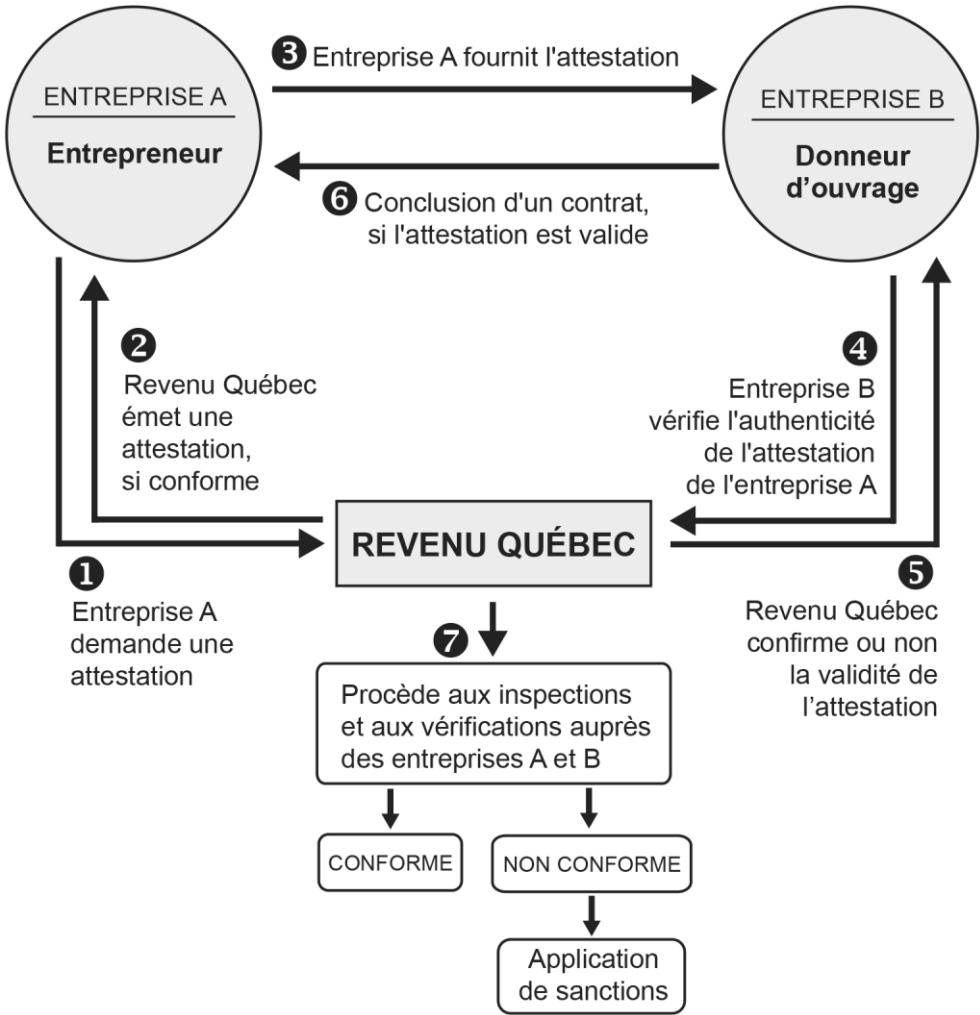 ❸ Entreprise A fournit l'attestation
ENTREPRISE A
Entrepreneur
ENTREPRISE B
Donneur
d'ouvrage
❻ Conclusion d'un contrat,
si l'attestation est valide
❷
Revenu Québec
émet une
attestation,
si conforme
❹
Entreprise B
vérifie l'authenticité
de l'attestation
de l'entreprise A
REVENU QUÉBEC
❶
Entreprise A
demande une
attestation
❺
Revenu Québec
confirme ou non
la validité de
l’attestation
❼
Procède aux inspections
et aux vérifications auprès
des entreprises A et B
CONFORME
NON CONFORME
Application
de sanctions